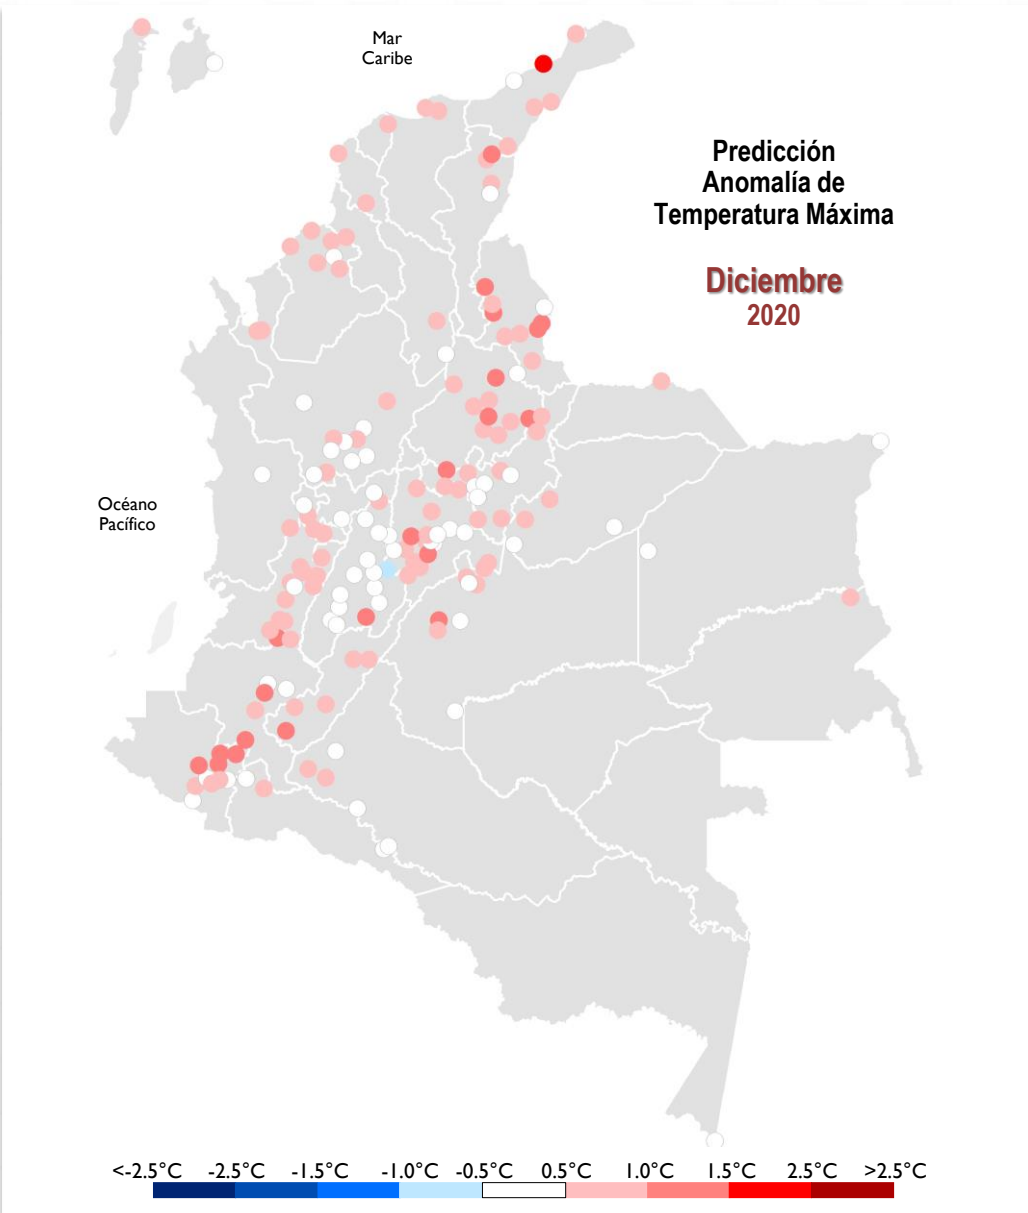 Mar
Caribe
Predicción
Anomalía de
Temperatura Máxima
Diciembre
2020
Océano
Pacífico
<-2.5°C -2.5°C -1.5°C -1.0°C -0.5°C 0.5°C 1.0°C 1.5°C 2.5°C >2.5°C